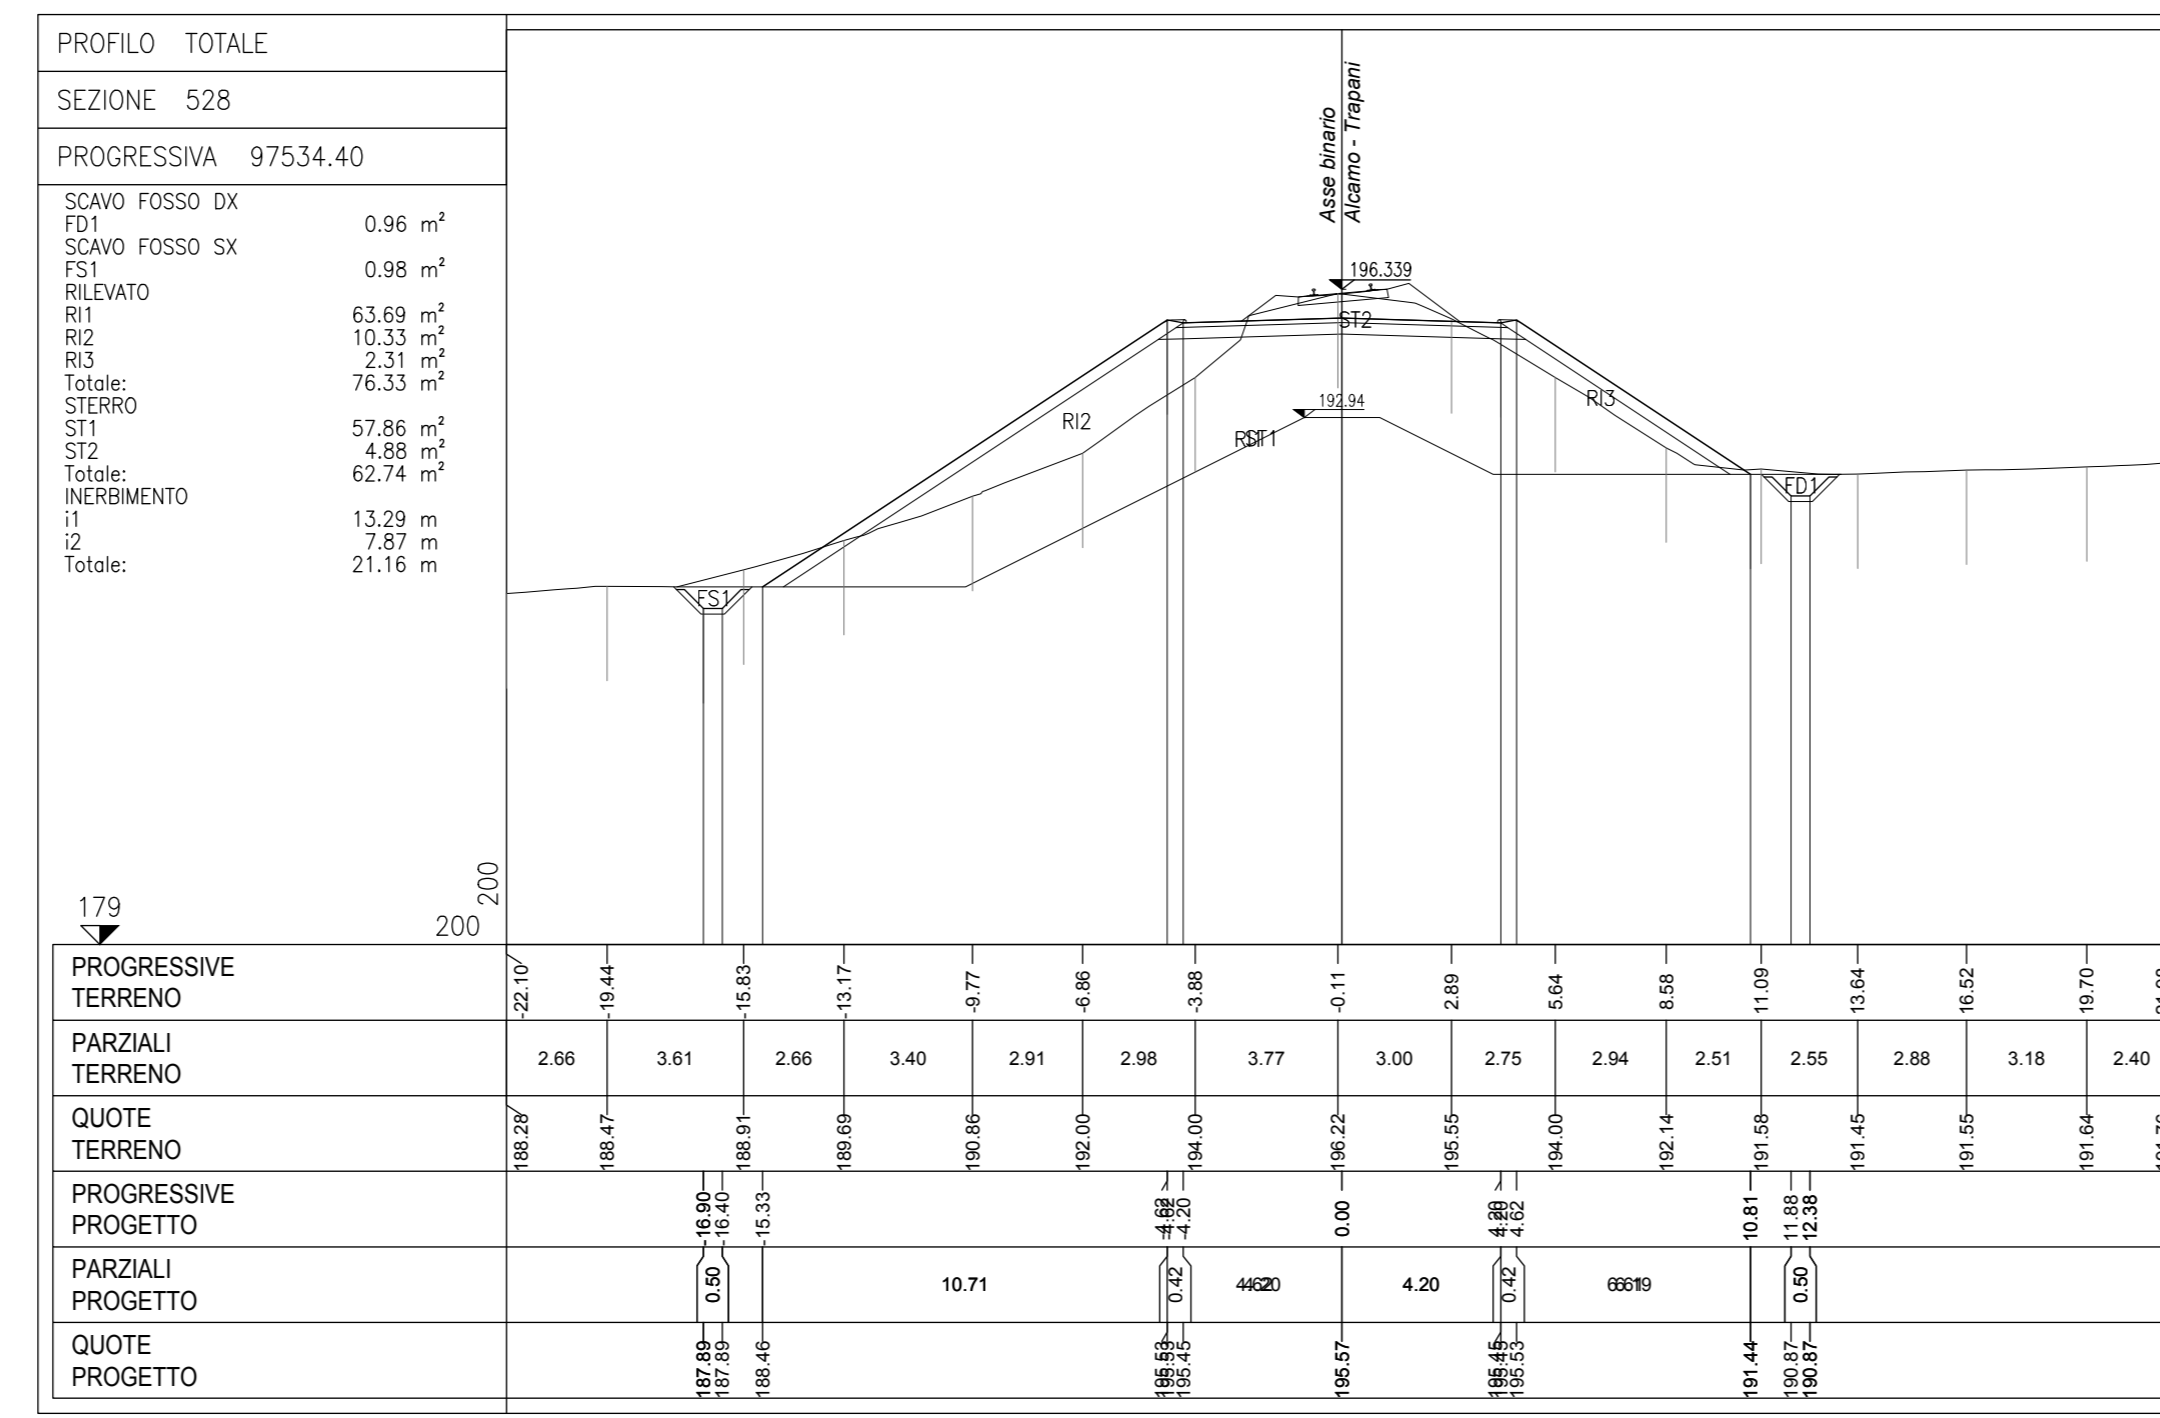 PROFILO TOTALE
SEZIONE 528
PROGRESSIVA 97534.40
SCAVO FOSSO DX
FD1 0.96 m²
SCAVO FOSSO SX
FS1 0.98 m²
RILEVATO
RI1 63.69 m²
RI2 10.33 m²
RI3 2.31 m²
Totale: 76.33 m²
STERRO
ST1 57.86 m²
ST2 4.88 m²
Totale: 62.74 m²
INERBIMENTO
i1 13.29 m
i2 7.87 m
Totale: 21.16 m
Asse binario
Alcamo - Trapani
196.339
ST2
192.94
RI3
RI2
RI1 ST1
FD1
FS1
200
200
179
PROGRESSIVE
TERRENO
-22.10 -19.44 -15.83 -13.17 -9.77 -6.86 -3.88 -0.11 2.89 5.64 8.58 11.09 13.64 16.52 19.70
PARZIALI
TERRENO
2.66 3.61 2.66 3.40 2.91 2.98 3.77 3.00 2.75 2.94 2.51 2.55 2.88 3.18 2.40
QUOTE
TERRENO
188.28 188.47 188.91 189.69 190.86 192.00 194.00 196.22 195.55 194.00 192.14 191.58 191.45 191.55 191.64
PROGRESSIVE
PROGETTO
-16.90 -16.40 -15.33 -4.62 -4.20 0.00 4.20 4.62 10.81 11.88 12.38
PARZIALI
PROGETTO
0.50 10.71 0.42 4.20 0.42 0.50
QUOTE
PROGETTO
187.89 187.89 188.46 195.53 195.45 195.57 195.45 195.53 191.44 190.87 190.87